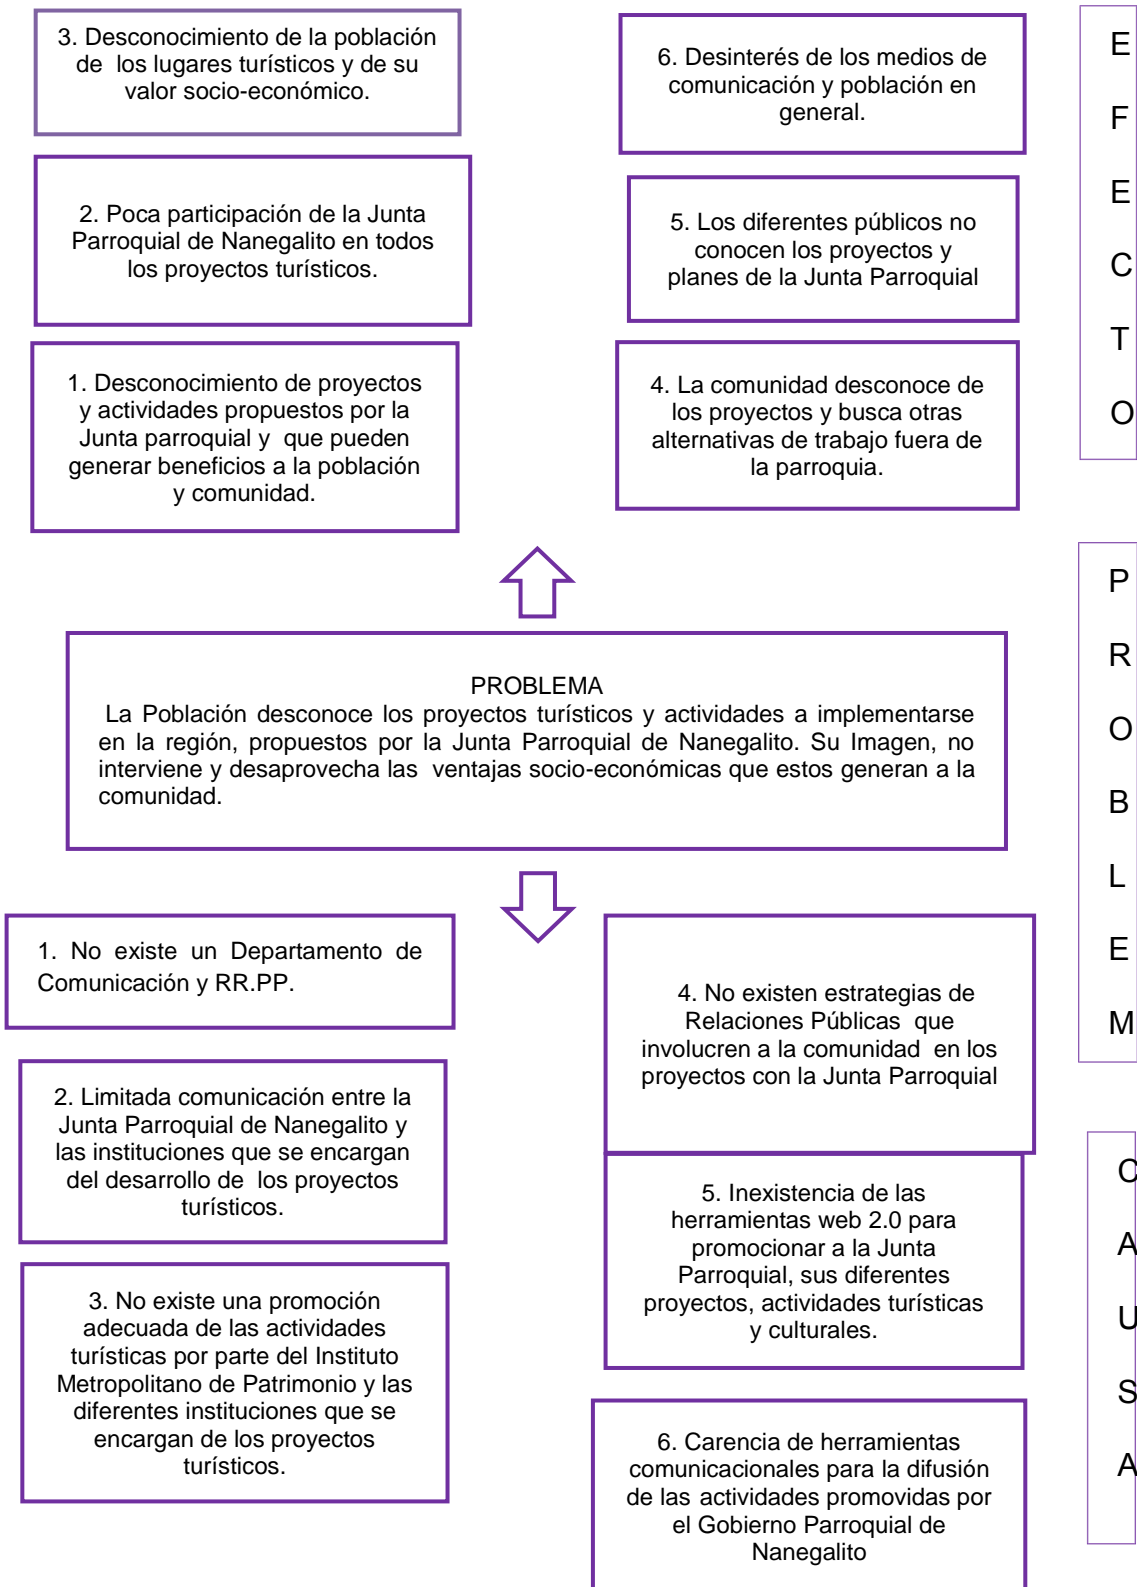 3. Desconocimiento de la población
de los lugares turísticos y de su
valor socio-económico.
6. Desinterés de los medios de
comunicación y población en
general.
2. Poca participación de la Junta
Parroquial de Nanegalito en todos
los proyectos turísticos.
5. Los diferentes públicos no
conocen los proyectos y
planes de la Junta Parroquial
1. Desconocimiento de proyectos
y actividades propuestos por la
Junta parroquial y que pueden
generar beneficios a la población
y comunidad.
4. La comunidad desconoce de
los proyectos y busca otras
alternativas de trabajo fuera de
la parroquia.
E
F
E
C
T
O
PROBLEMA
La Población desconoce los proyectos turísticos y actividades a implementarse
en la región, propuestos por la Junta Parroquial de Nanegalito. Su Imagen, no
interviene y desaprovecha las ventajas socio-económicas que estos generan a la
comunidad.
P
R
O
B
L
E
M
1. No existe un Departamento de
Comunicación y RR.PP.
2. Limitada comunicación entre la
Junta Parroquial de Nanegalito y
las instituciones que se encargan
del desarrollo de los proyectos
turísticos.
3. No existe una promoción
adecuada de las actividades
turísticas por parte del Instituto
Metropolitano de Patrimonio y las
diferentes instituciones que se
encargan de los proyectos
turísticos.
4. No existen estrategias de
Relaciones Públicas que
involucren a la comunidad en los
proyectos con la Junta Parroquial
5. Inexistencia de las
herramientas web 2.0 para
promocionar a la Junta
Parroquial, sus diferentes
proyectos, actividades turísticas
y culturales.
6. Carencia de herramientas
comunicacionales para la difusión
de las actividades promovidas por
el Gobierno Parroquial de
Nanegalito
C
A
U
S
A